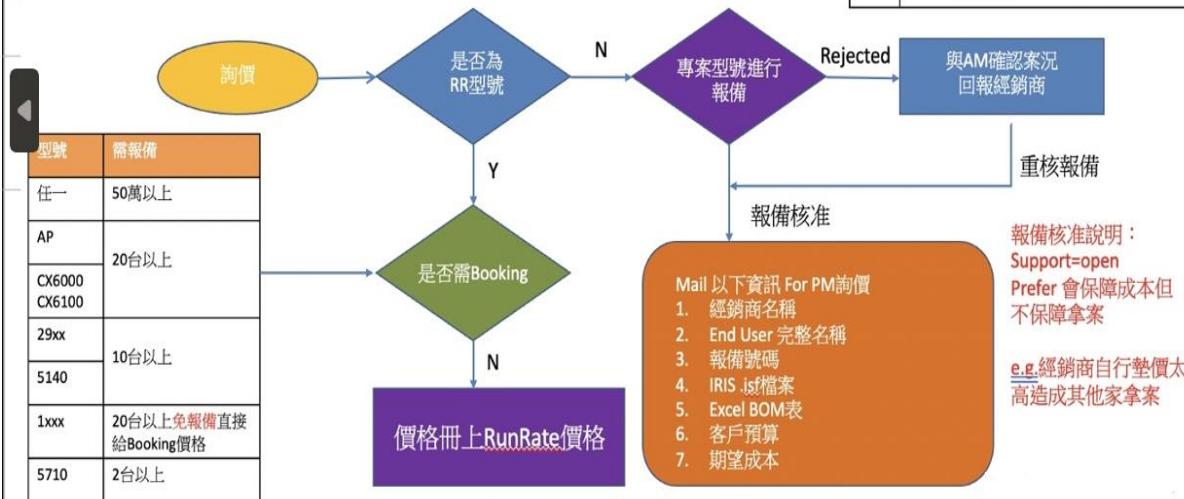 詢價
是否為
RR型號
N
專案型號進行
報備
Rejected
與AM確認案況
回報經銷商
重核報備
Y
報備核准
是否需Booking
N
價格冊上RunRate價格
型號
需報備
任一
50萬以上
AP
20台以上
CX6000
CX6100
29xx
10台以上
5140
1xxx
20台以上免報備直接
給Booking價格
5710
2台以上
Mail 以下資訊 For PM詢價
1. 經銷商名稱
2. End User 完整名稱
3. 報備號碼
4. IRIS .isf檔案
5. Excel BOM表
6. 客戶預算
7. 期望成本
報備核准說明：
Support=open
Prefer 會保障成本但
不保障拿案
e.g.經銷商自行墊價太
高造成其他家拿案